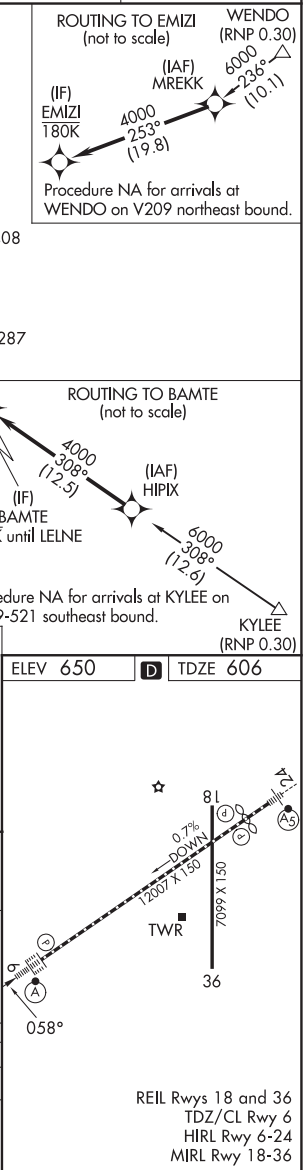 ROUTING TO EMIZI
(not to scale)
WENDO
(RNP 0.30)
(IAF)
MREKK
6000
236°
(10.1)
(IF)
EMIZI
180K
4000
253°
(19.8)
Procedure NA for arrivals at
WENDO on V209 northeast bound.
08
287
ROUTING TO BAMTE
(not to scale)
4000
308°
(12.5)
(IAF)
HIPIX
(IF)
BAMTE
until LELNE
6000
308°
(12.6)
edure NA for arrivals at KYLEE on
9-521 southeast bound.
KYLEE
(RNP 0.30)
ELEV 650
D
TDZE 606
24
18
P
P
A5
0.7%
DOWN
12007 X 150
7099 X 150
TWR
P
6
A
36
058°
REIL Rwys 18 and 36
TDZ/CL Rwy 6
HIRL Rwy 6-24
MIRL Rwy 18-36